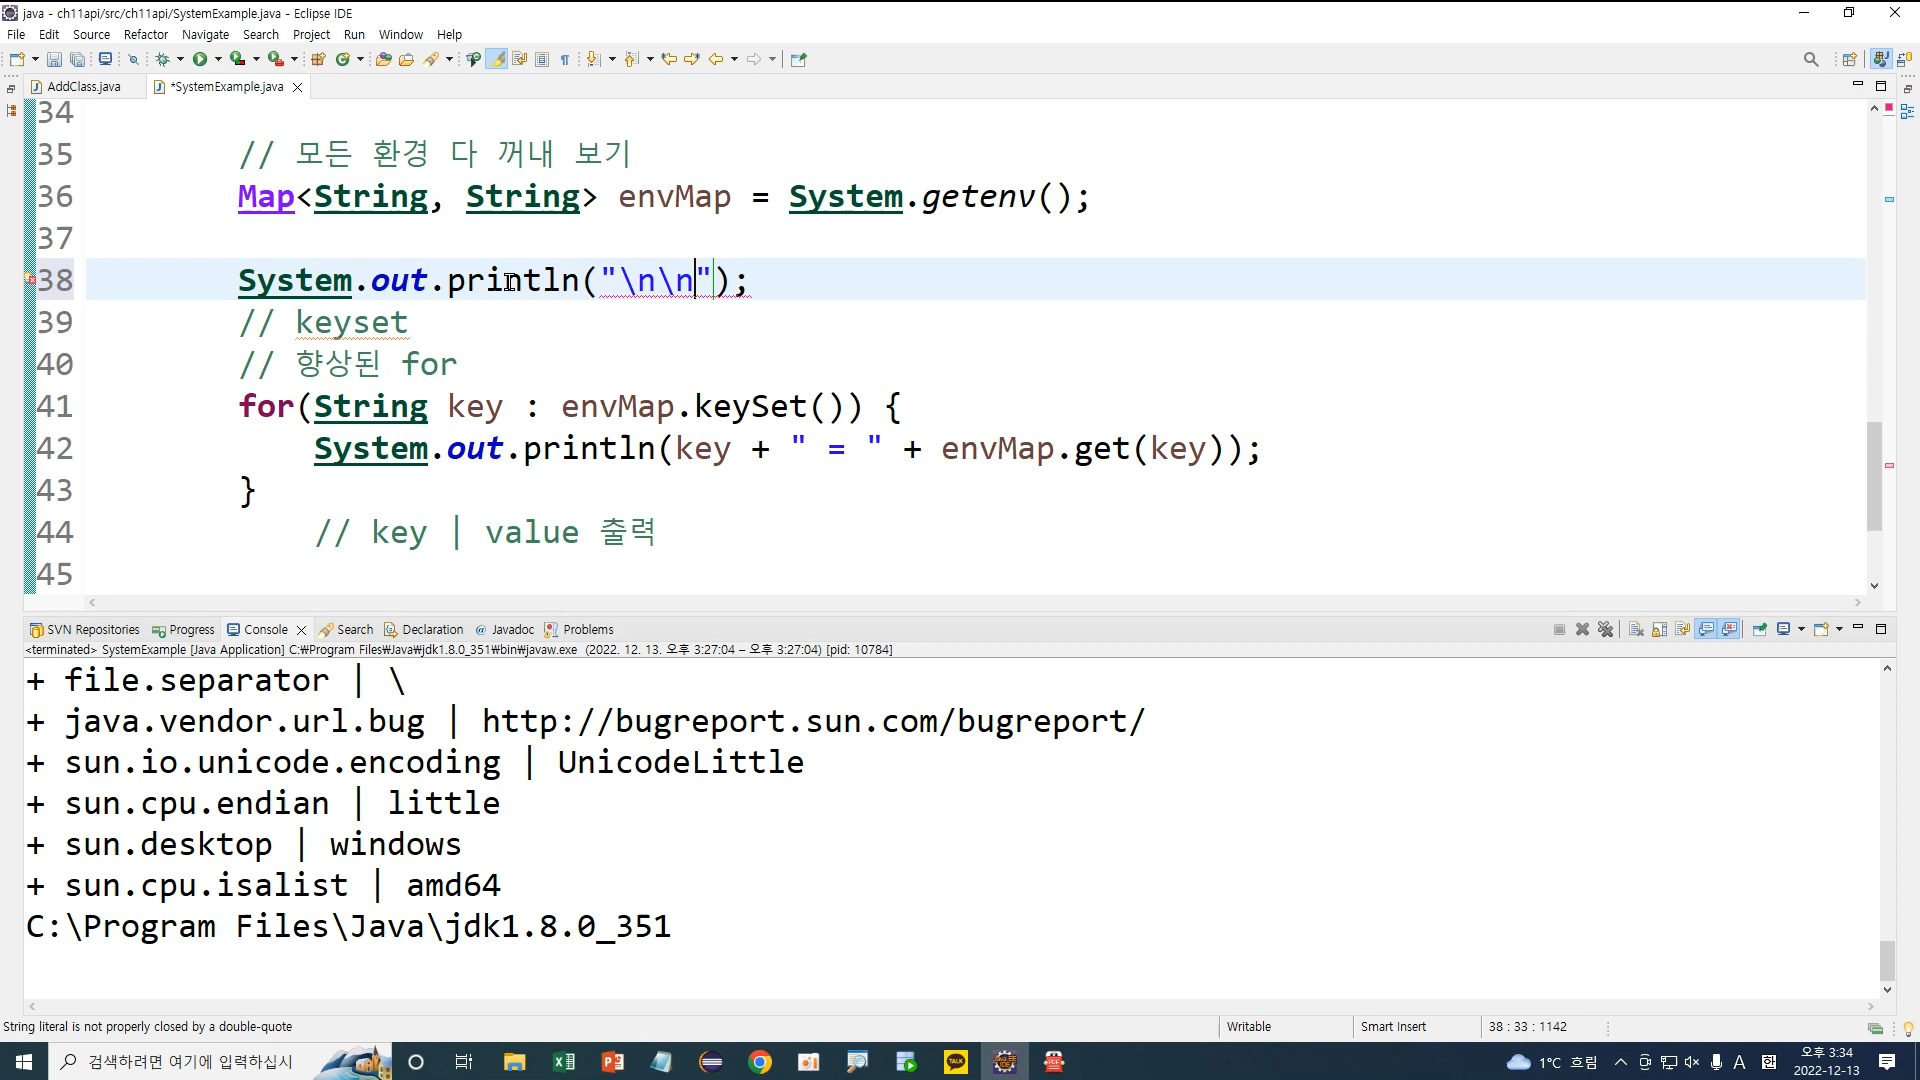 java - ch11api/src/ch11api/SystemExample.java - Eclipse IDE
File Edit Source Refactor Navigate Search Project Run Window Help
AddClass.java *SystemExample.java
34
35 // 모든 환경 다 꺼내 보기
36 Map<String, String> envMap = System.getenv();
37
38 System.out.println("\n\n");
39 // keyset
40 // 향상된 for
41 for(String key : envMap.keySet()) {
42 System.out.println(key + " = " + envMap.get(key));
43 }
44 // key | value 출력
45
SVN Repositories Progress Console Search Declaration Javadoc Problems
<terminated> SystemExample [Java Application] C:₩Program Files₩Java₩jdk1.8.0_351₩bin₩javaw.exe (2022. 12. 13. 오후 3:27:04 – 오후 3:27:04) [pid: 10784]
+ file.separator | \
+ java.vendor.url.bug | http://bugreport.sun.com/bugreport/
+ sun.io.unicode.encoding | UnicodeLittle
+ sun.cpu.endian | little
+ sun.desktop | windows
+ sun.cpu.isalist | amd64
C:\Program Files\Java\jdk1.8.0_351
String literal is not properly closed by a double-quote Writable Smart Insert 38 : 33 : 1142
검색하려면 여기에 입력하십시 TALK 1°C 흐림 A 오후 3:34
2022-12-13